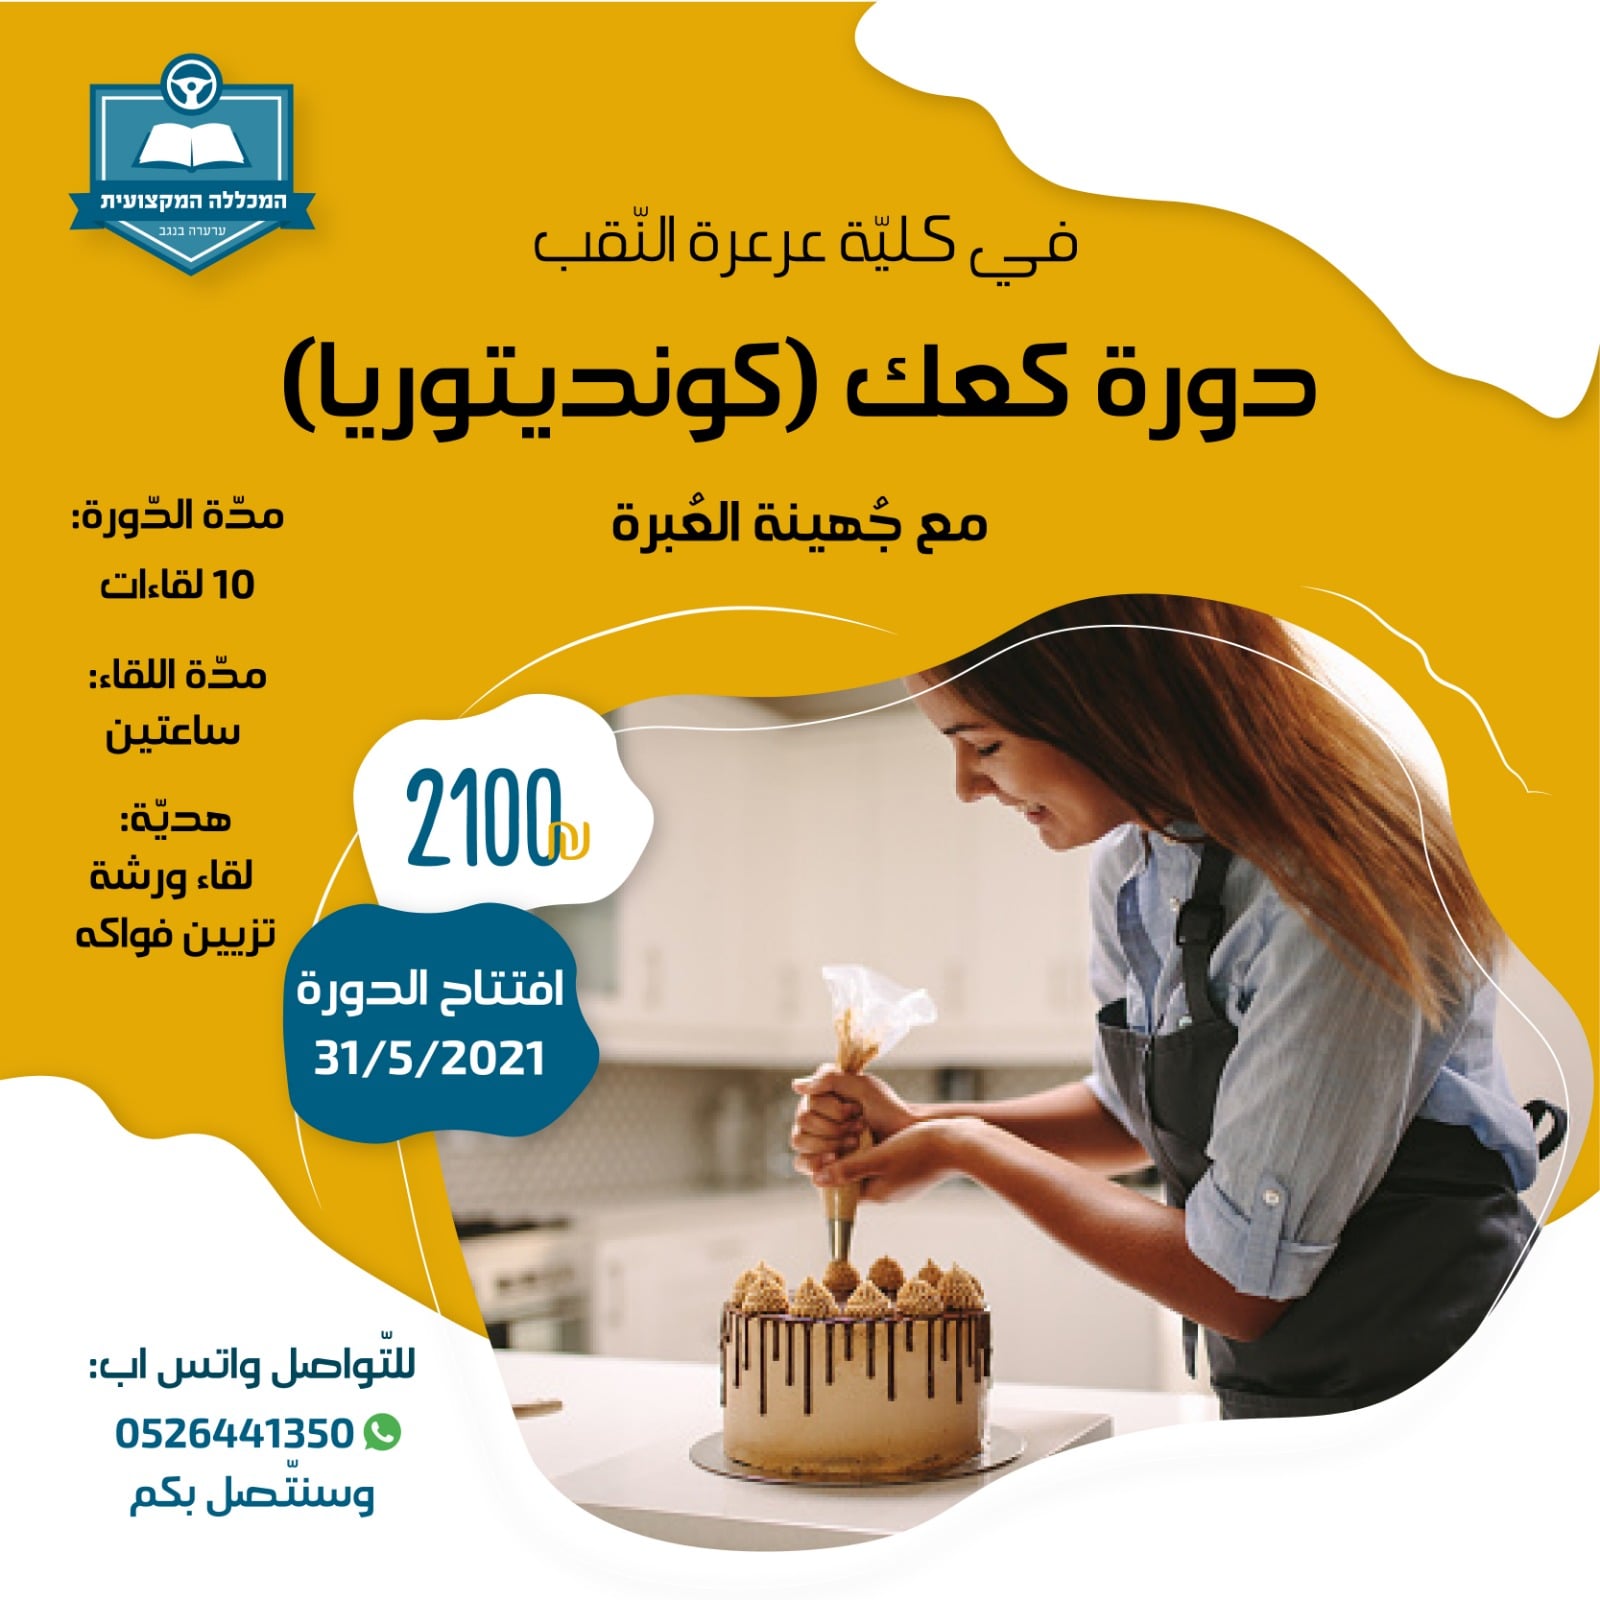 המכללה המקצועית
ערערה בנגב
في كليّة عرعرة النّقب
دورة كعك (كونديتوريا)
مع جُهينة العُبرة
مدّة الدّورة:
10 لقاءات
مدّة اللقاء:
ساعتين
هديّة:
لقاء ورشة
تزيين فواكه
2100₪
افتتاح الدورة
31/5/2021
للتّواصل واتس اب:
0526441350
وسنتّصل بكم